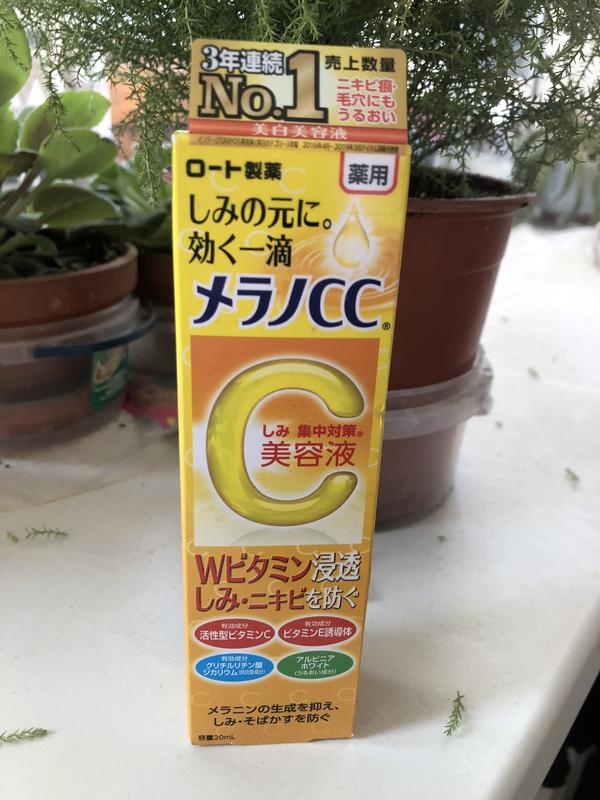 3年連続
No.1
売上数量
ニキビ痕・
毛穴にも
うるおい
美白美容液
ロート製薬
薬用
しみの元に。
効く一滴
メラノCC®
しみ 集中対策®
美容液
Wビタミン浸透
しみ・ニキビを防ぐ
有効成分
活性型ビタミンC
有効成分
ビタミンE誘導体
有効成分
グリチルリチン酸
ジカリウム(抗炎症成分)
アルピニア
ホワイト
(うるおい成分)
メラニンの生成を抑え、
しみ・そばかすを防ぐ
容量20mL